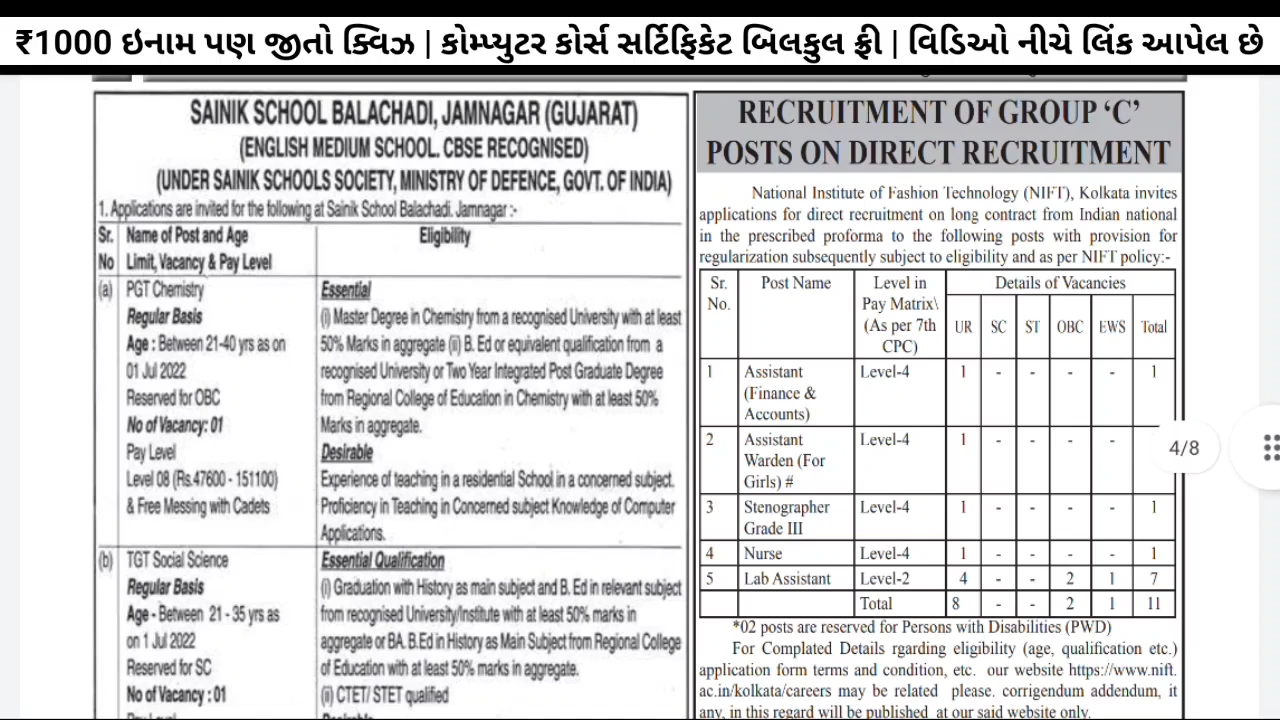 ₹1000 ઇનામ પણ જીતો ક્વિઝ | કોમ્પ્યુટર કોર્સ સર્ટિફિકેટ બિલકુલ ફ્રી | વિડિઓ નીચે લિંક આપેલ છે
SAINIK SCHOOL BALACHADI, JAMNAGAR (GUJARAT)
(ENGLISH MEDIUM SCHOOL. CBSE RECOGNISED)
(UNDER SAINIK SCHOOLS SOCIETY, MINISTRY OF DEFENCE, GOVT. OF INDIA)
1. Applications are invited for the following at Sainik School Balachadi. Jamnagar :-
Sr. Name of Post and Age Eligibility
No Limit, Vacancy & Pay Level
(a) PGT Chemistry Essential
Regular Basis (i) Master Degree in Chemistry from a recognised University with at least
Age : Between 21-40 yrs as on 50% Marks in aggregate (ii) B. Ed or equivalent qualification from a
01 Jul 2022 recognised University or Two Year Integrated Post Graduate Degree
Reserved for OBC from Regional College of Education in Chemistry with at least 50%
No of Vacancy: 01 Marks in aggregate.
Pay Level Desirable
Level 08 (Rs.47600 - 151100) Experience of teaching in a residential School in a concerned subject.
& Free Messing with Cadets Proficiency in Teaching in Concerned subject Knowledge of Computer
Applications.
(b) TGT Social Science Essential Qualification
Regular Basis (i) Graduation with History as main subject and B. Ed in relevant subject
Age - Between 21 - 35 yrs as from recognised University/Institute with at least 50% marks in
on 1 Jul 2022 aggregate or BA. B.Ed in History as Main Subject from Regional College
Reserved for SC of Education with at least 50% marks in aggregate.
No of Vacancy : 01 (ii) CTET/ STET qualified
RECRUITMENT OF GROUP ‘C’
POSTS ON DIRECT RECRUITMENT
National Institute of Fashion Technology (NIFT), Kolkata invites
applications for direct recruitment on long contract from Indian national
in the prescribed proforma to the following posts with provision for
regularization subsequently subject to eligibility and as per NIFT policy:-
Sr. Post Name Level in Details of Vacancies
No. Pay Matrix\
(As per 7th UR SC ST OBC EWS Total
CPC)
1 Assistant Level-4 1 - - - - 1
(Finance &
Accounts)
2 Assistant Level-4 1 - - - -
Warden (For
Girls) #
3 Stenographer Level-4 1 - - - - 1
Grade III
4 Nurse Level-4 1 - - - - 1
5 Lab Assistant Level-2 4 - - 2 1 7
Total 8 - - 2 1 11
*02 posts are reserved for Persons with Disabilities (PWD)
For Complated Details rgarding eligibility (age, qualification etc.)
application form terms and condition, etc. our website https://www.nift.
ac.in/kolkata/careers may be related please. corrigendum addendum, it
any, in this regard will be published at our said website only.
4/8